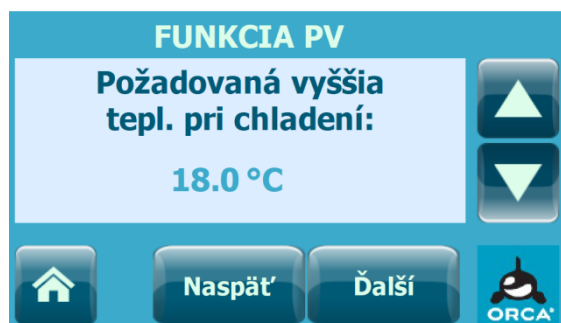 FUNKCIA PV
Požadovaná vyššia
tepl. pri chladení:
18.0 °C
Naspäť
Ďalší
ORCA®